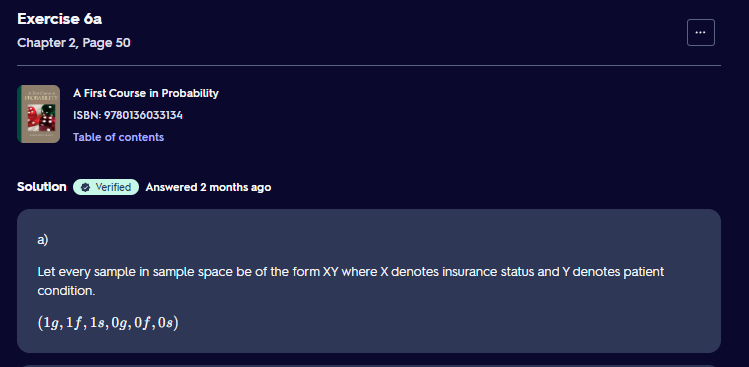 Exercise 6a
Chapter 2, Page 50
...
A First Course in Probability
ISBN: 9780136033134
Table of contents
Solution Verified Answered 2 months ago
a)
Let every sample in sample space be of the form XY where X denotes insurance status and Y denotes patient
condition.
(1g, 1f, 1s, 0g, 0f, 0s)